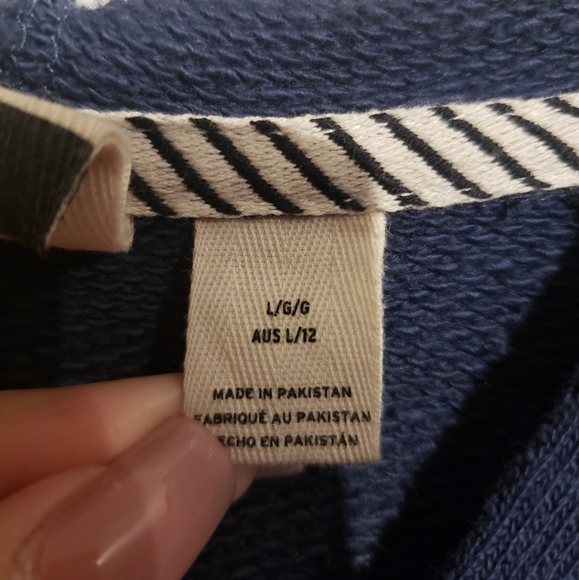 L/G/G
AUS L/12
MADE IN PAKISTAN
FABRIQUÉ AU PAKISTAN
HECHO EN PAKISTÁN